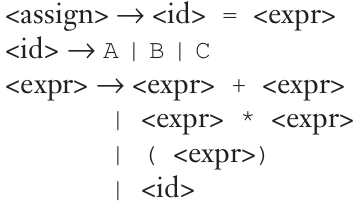 <assign> → <id> = <expr>
<id> → A | B | C
<expr> → <expr> + <expr>
| <expr> * <expr>
| ( <expr>)
| <id>